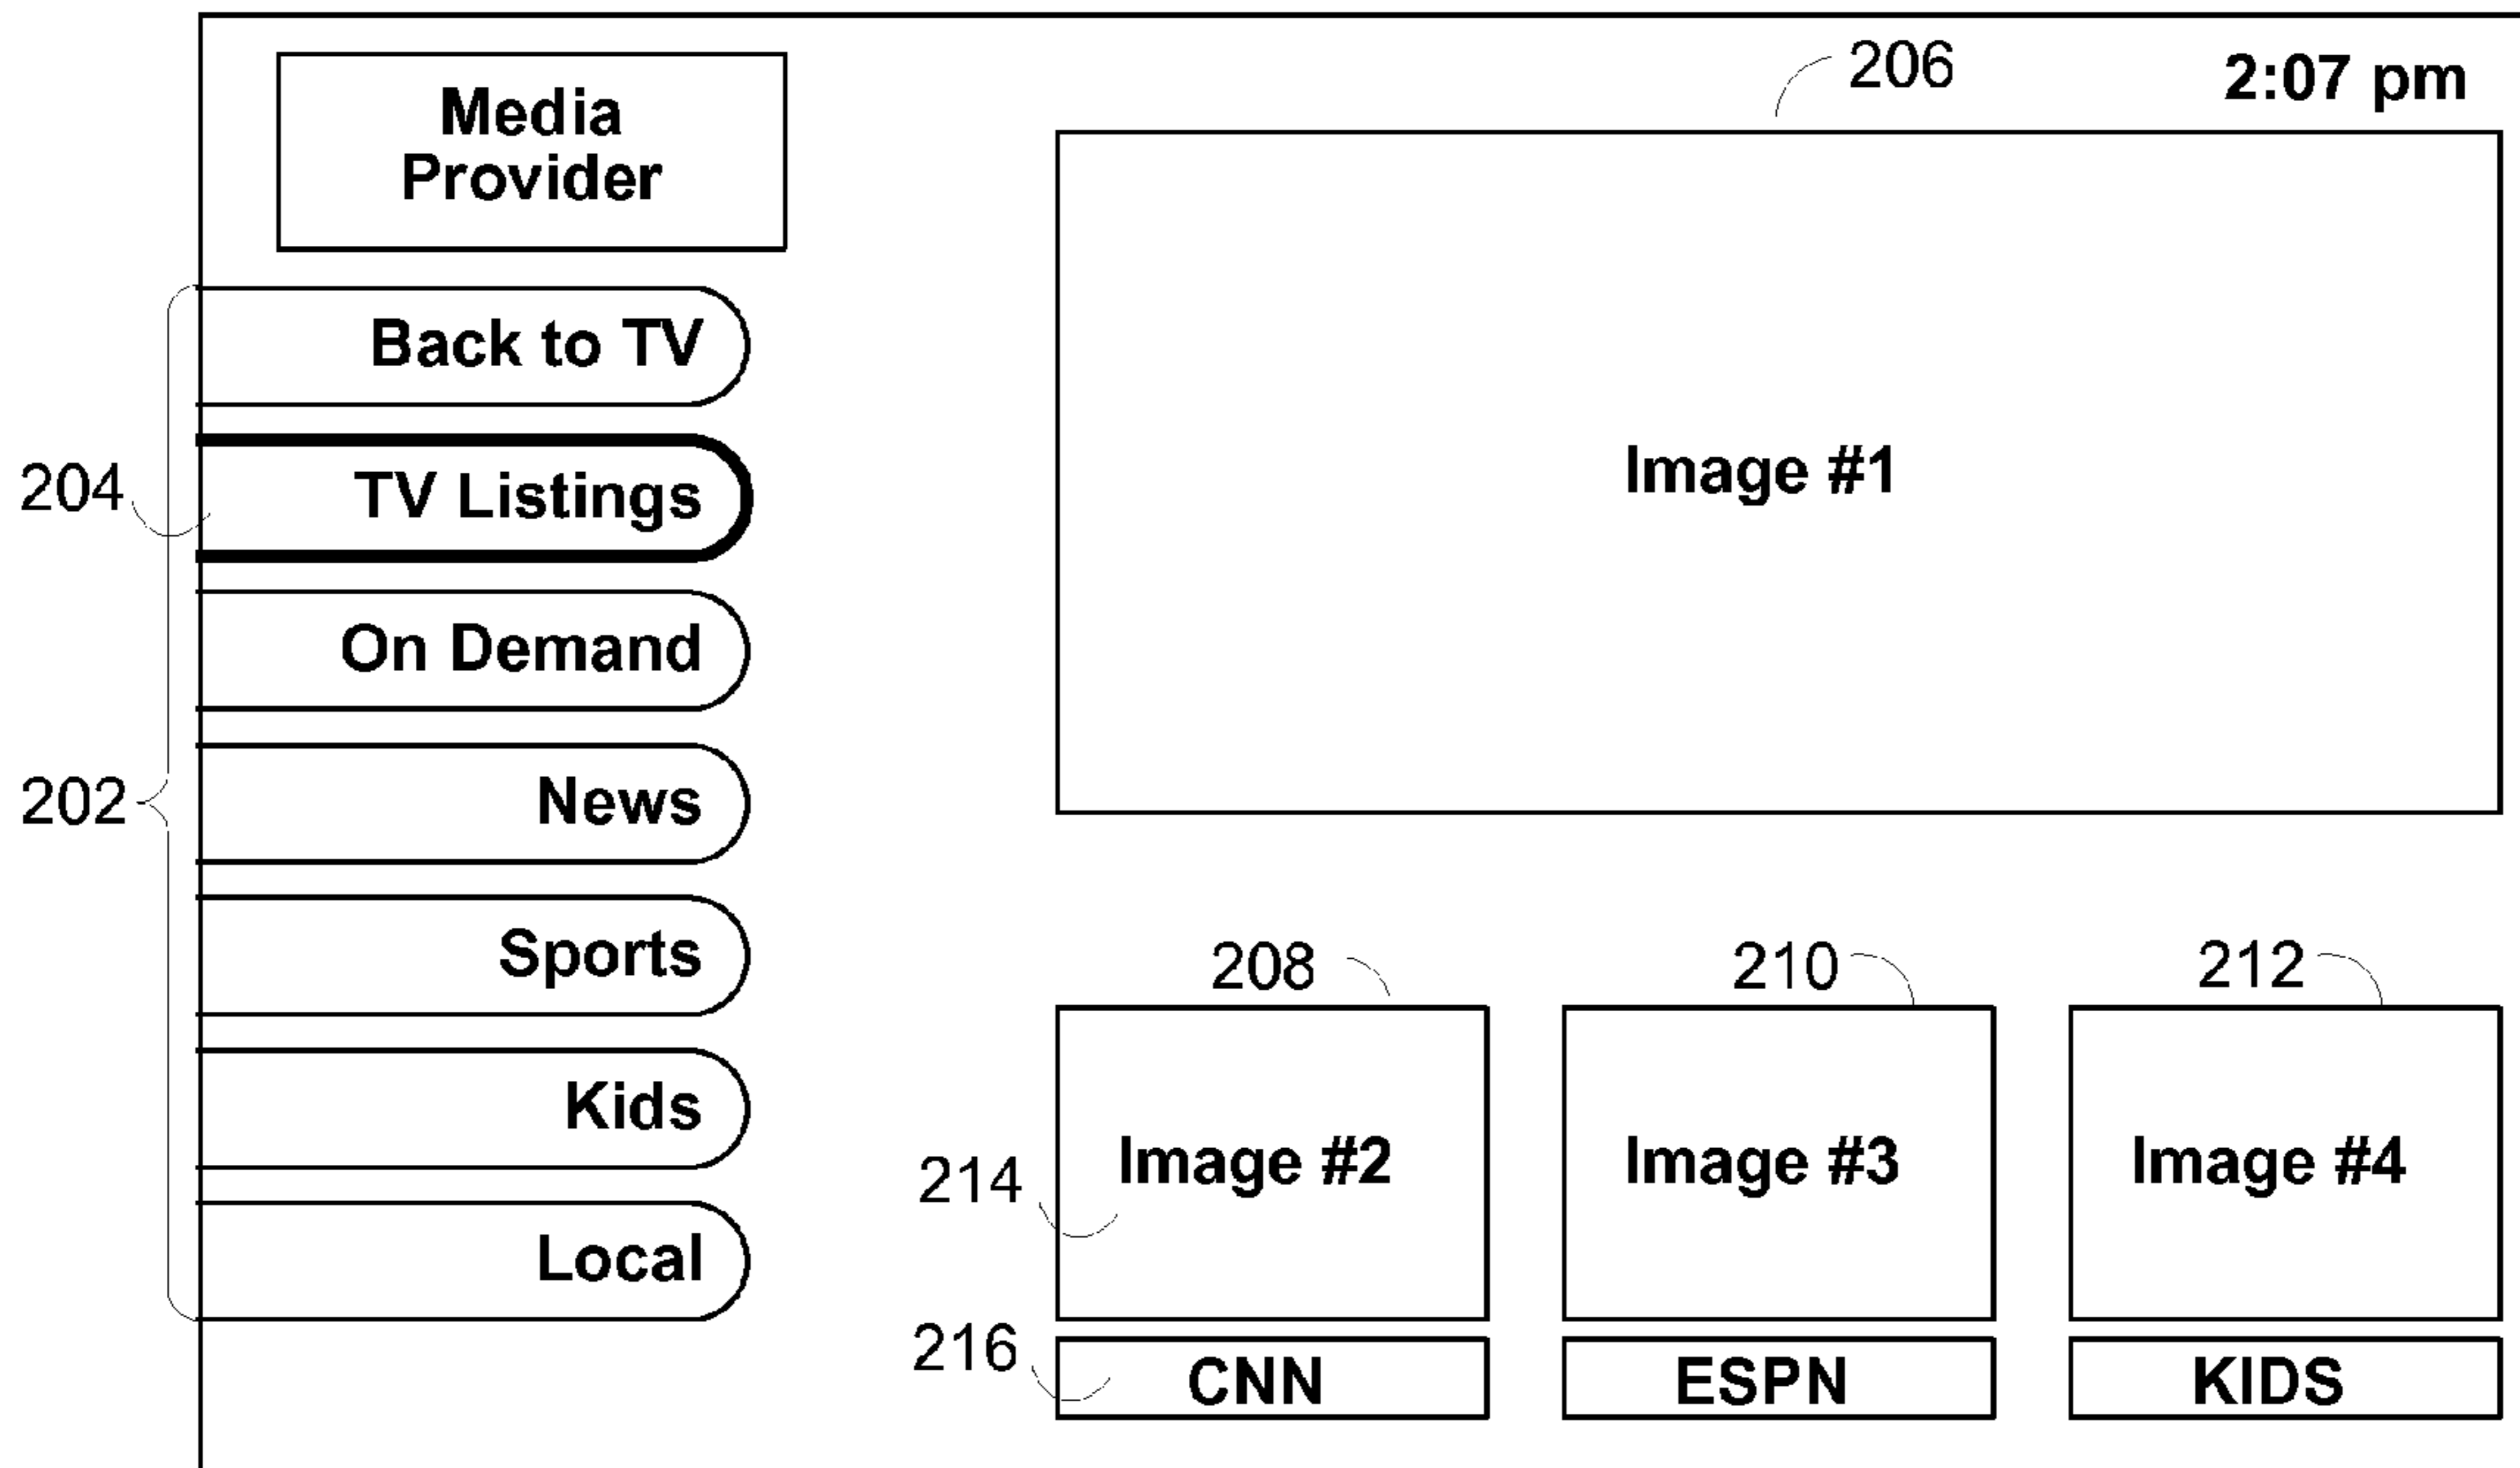 Media
Provider
206
2:07 pm
Back to TV
204
TV Listings
Image #1
On Demand
202
News
Sports
208
210
212
Kids
214
Image #2
Image #3
Image #4
Local
216
CNN
ESPN
KIDS